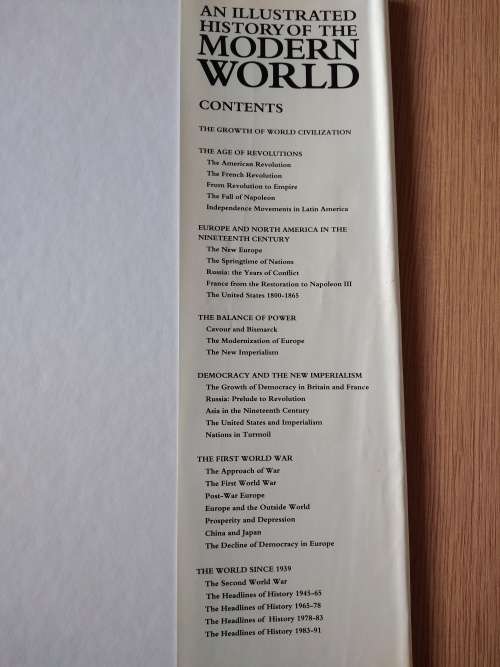 AN ILLUSTRATED
HISTORY OF THE
MODERN
WORLD
CONTENTS
THE GROWTH OF WORLD CIVILIZATION
THE AGE OF REVOLUTIONS
The American Revolution
The French Revolution
From Revolution to Empire
The Fall of Napoleon
Independence Movements in Latin America
EUROPE AND NORTH AMERICA IN THE
NINETEENTH CENTURY
The New Europe
The Springtime of Nations
Russia: the Years of Conflict
France from the Restoration to Napoleon III
The United States 1800-1865
THE BALANCE OF POWER
Cavour and Bismarck
The Modernization of Europe
The New Imperialism
DEMOCRACY AND THE NEW IMPERIALISM
The Growth of Democracy in Britain and France
Russia: Prelude to Revolution
Asia in the Nineteenth Century
The United States and Imperialism
Nations in Turmoil
THE FIRST WORLD WAR
The Approach of War
The First World War
Post-War Europe
Europe and the Outside World
Prosperity and Depression
China and Japan
The Decline of Democracy in Europe
THE WORLD SINCE 1939
The Second World War
The Headlines of History 1945-65
The Headlines of History 1965-78
The Headlines of History 1978-83
The Headlines of History 1983-91